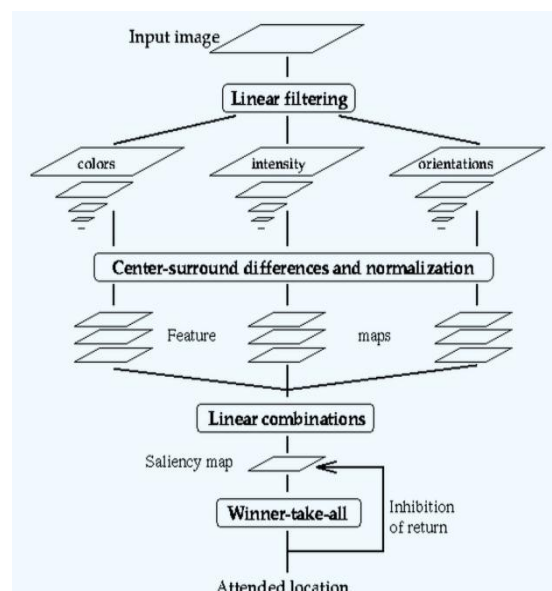 Input image
Linear filtering
colors
intensity
orientations
Center-surround differences and normalization
Feature
maps
Linear combinations
Saliency map
Winner-take-all
Inhibition
of return
Attended location